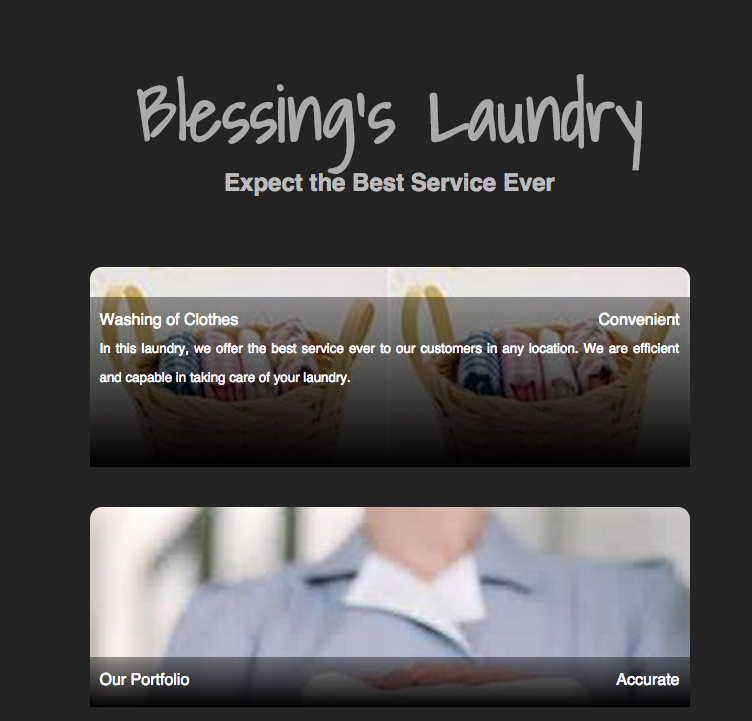 Blessing's Laundry
Expect the Best Service Ever
Washing of Clothes Convenient
In this laundry, we offer the best service ever to our customers in any location. We are efficient
and capable in taking care of your laundry.
Our Portfolio Accurate